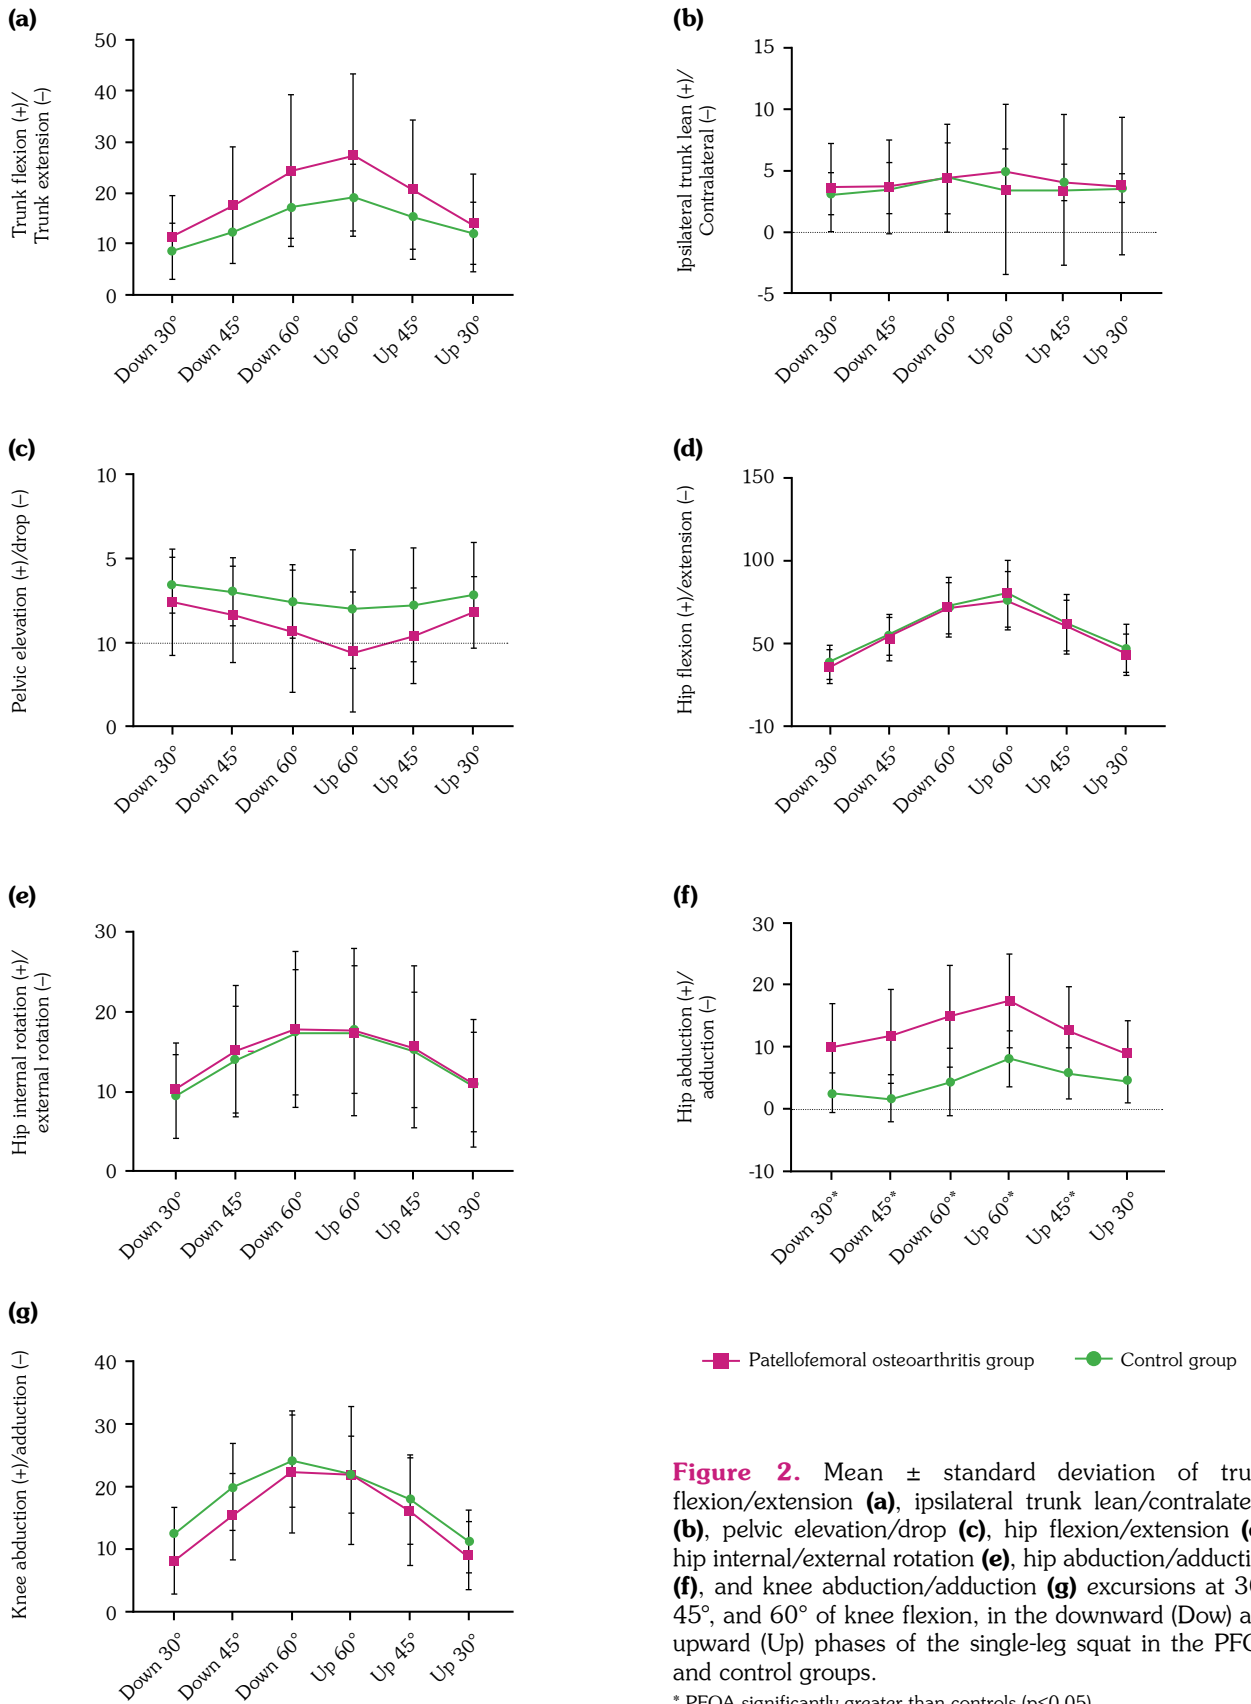 (a)
Trunk flexion (+)/
Trunk extension (–)
50
40
30
20
10
0
Down 30°
Down 45°
Down 60°
Up 60°
Up 45°
Up 30°
(b)
Ipsilateral trunk lean (+)/
Contralateral (–)
15
10
5
0
-5
Down 30°
Down 45°
Down 60°
Up 60°
Up 45°
Up 30°
(c)
Pelvic elevation (+)/drop (–)
10
5
10
0
Down 30°
Down 45°
Down 60°
Up 60°
Up 45°
Up 30°
(d)
Hip flexion (+)/extension (–)
150
100
50
-10
Down 30°
Down 45°
Down 60°
Up 60°
Up 45°
Up 30°
(e)
Hip internal rotation (+)/
external rotation (–)
30
20
10
0
Down 30°
Down 45°
Down 60°
Up 60°
Up 45°
Up 30°
(f)
Hip abduction (+)/
adduction (–)
30
20
10
0
-10
Down 30°*
Down 45°*
Down 60°*
Up 60°*
Up 45°*
Up 30°
(g)
Knee abduction (+)/adduction (–)
40
30
20
10
0
Down 30°
Down 45°
Down 60°
Up 60°
Up 45°
Up 30°
Patellofemoral osteoarthritis group
Control group
Figure 2. Mean ± standard deviation of tru
flexion/extension (a), ipsilateral trunk lean/contralate
(b), pelvic elevation/drop (c), hip flexion/extension (
hip internal/external rotation (e), hip abduction/adducti
(f), and knee abduction/adduction (g) excursions at 3
45°, and 60° of knee flexion, in the downward (Dow) a
upward (Up) phases of the single-leg squat in the PF
and control groups.
* PFOA significantly greater than controls (p<0.05)